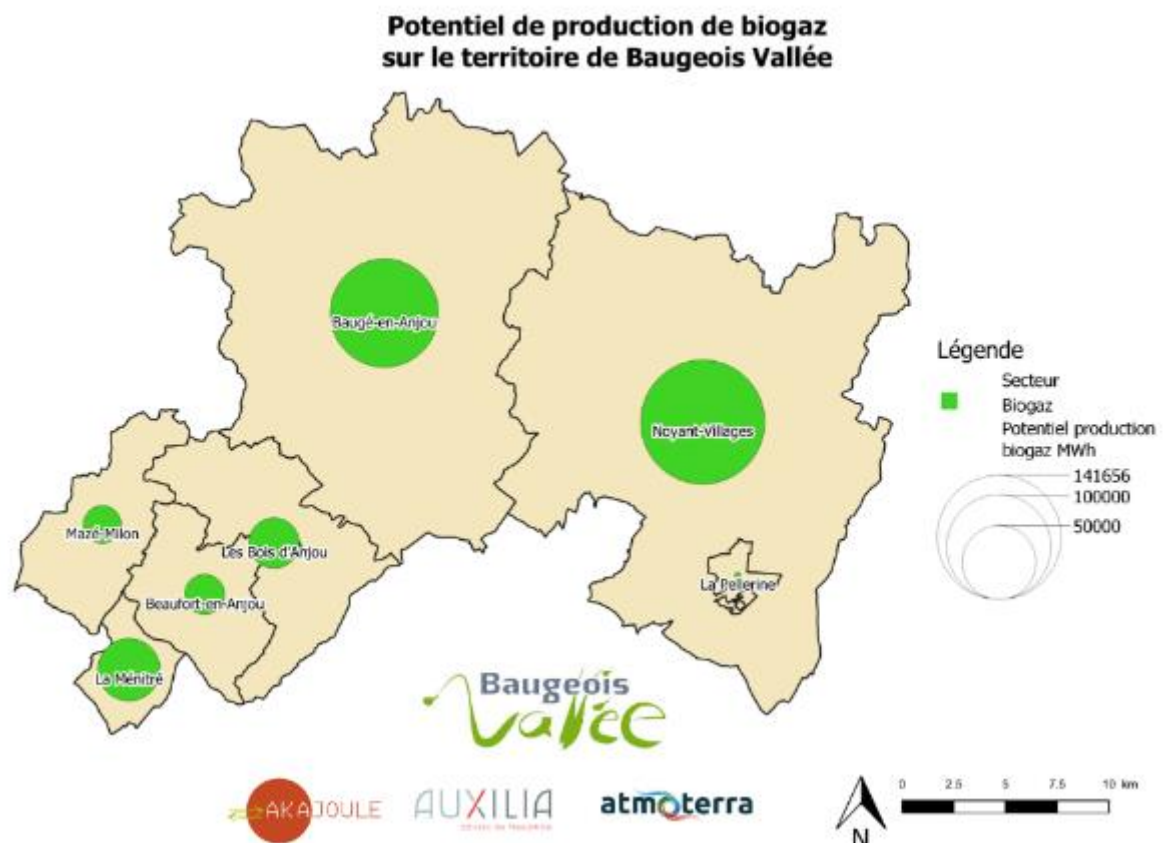 Potentiel de production de biogaz
sur le territoire de Baugeois Vallée
Baugé-en-Anjou
Noyant-Villages
Légende
Secteur
Biogaz
Potentiel production
biogaz MWh
141656
100000
50000
Mazé-Milon
Les Bois d'Anjou
La Pellerine
Beaufort-en-Anjou
La Ménitré
Baugeois
Vallée
AKAJOULE
AUXILIA
atmoterra
0 2.5 5 7.5 10 km
N